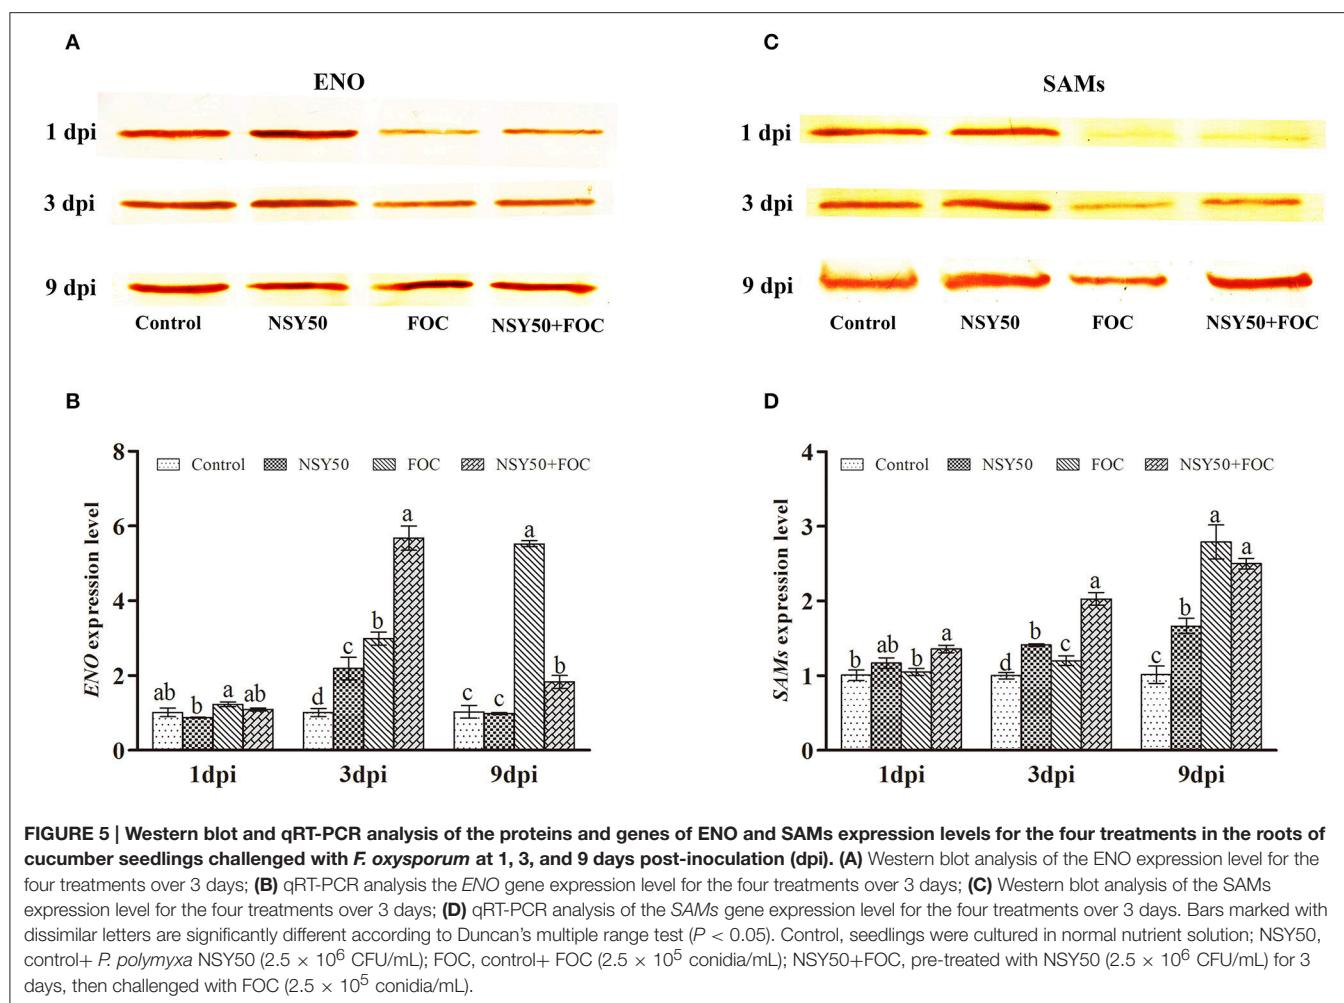 A
ENO
1 dpi
3 dpi
9 dpi
Control NSY50 FOC NSY50+FOC
C
SAMs
1 dpi
3 dpi
9 dpi
Control NSY50 FOC NSY50+FOC
B
8
6
4
2
0
ENO expression level
Control NSY50 FOC NSY50+FOC
ab b a ab
d c b a
c c a b
1dpi 3dpi 9dpi
D
4
3
2
1
0
SAMs expression level
Control NSY50 FOC NSY50+FOC
b ab b a
d b c a
c b a a
1dpi 3dpi 9dpi
FIGURE 5 | Western blot and qRT-PCR analysis of the proteins and genes of ENO and SAMs expression levels for the four treatments in the roots of
cucumber seedlings challenged with F. oxysporum at 1, 3, and 9 days post-inoculation (dpi). (A) Western blot analysis of the ENO expression level for the
four treatments over 3 days; (B) qRT-PCR analysis the ENO gene expression level for the four treatments over 3 days; (C) Western blot analysis of the SAMs
expression level for the four treatments over 3 days; (D) qRT-PCR analysis of the SAMs gene expression level for the four treatments over 3 days. Bars marked with
dissimilar letters are significantly different according to Duncan's multiple range test (P < 0.05). Control, seedlings were cultured in normal nutrient solution; NSY50,
control+ P. polymyxa NSY50 (2.5 × 10⁶ CFU/mL); FOC, control+ FOC (2.5 × 10⁵ conidia/mL); NSY50+FOC, pre-treated with NSY50 (2.5 × 10⁶ CFU/mL) for 3
days, then challenged with FOC (2.5 × 10⁵ conidia/mL).